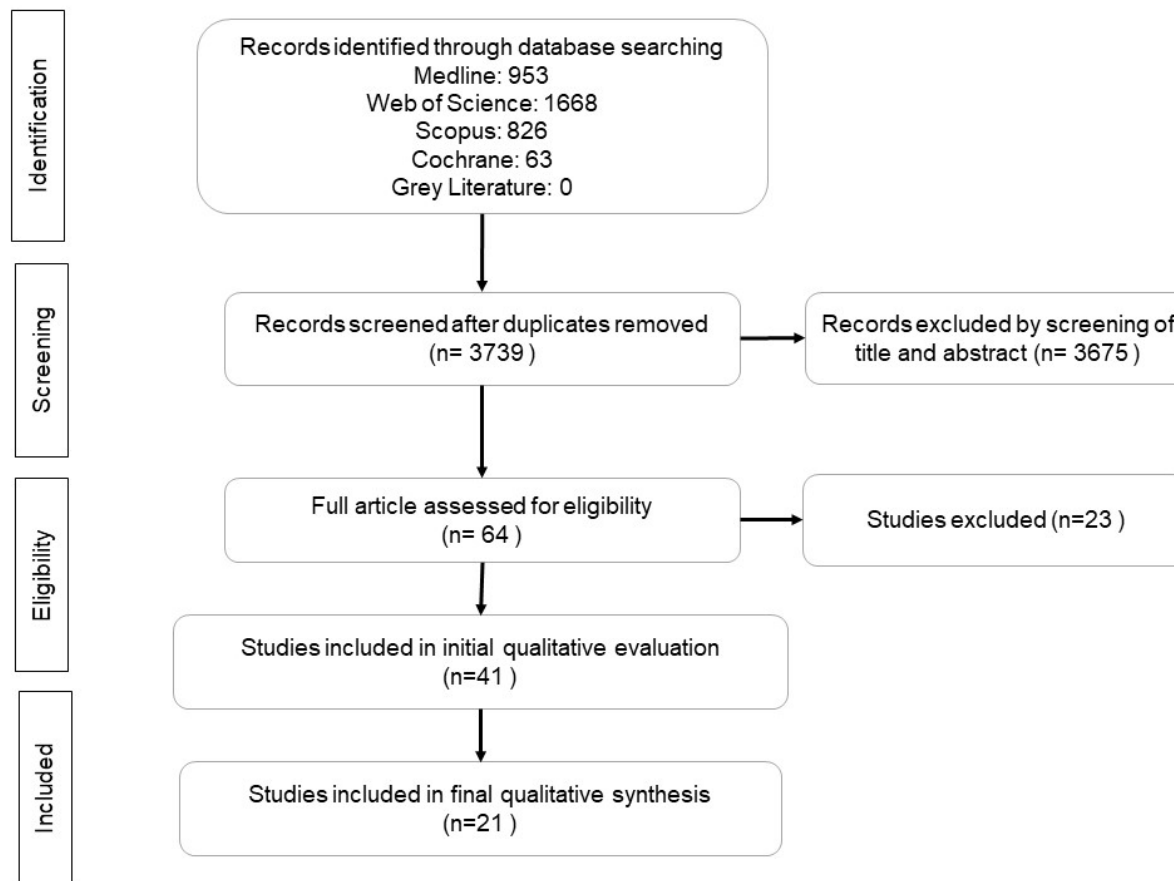 Identification
Records identified through database searching
Medline: 953
Web of Science: 1668
Scopus: 826
Cochrane: 63
Grey Literature: 0
Screening
Records screened after duplicates removed
(n= 3739 )
Records excluded by screening of
title and abstract (n= 3675 )
Eligibility
Full article assessed for eligibility
(n= 64 )
Studies excluded (n=23 )
Studies included in initial qualitative evaluation
(n=41 )
Included
Studies included in final qualitative synthesis
(n=21 )